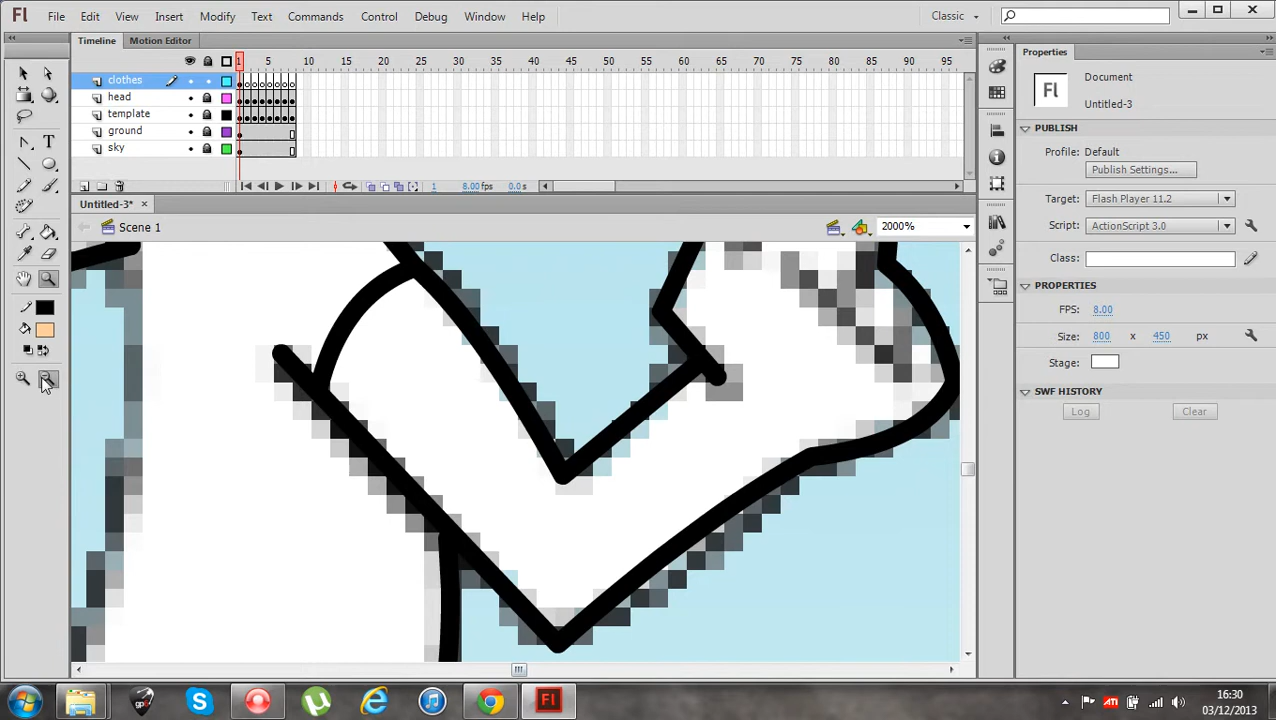 Fl File Edit View Insert Modify Text Commands Control Debug Window Help Classic
Timeline Motion Editor
1 5 10 15 20 25 30 35 40 45 50 55 60 65 70 75 80 85 90 95
clothes
head
template
ground
sky
1 8.00 fps 0.0 s
Untitled-3* ×
Scene 1 2000%
Properties
Fl Document
Untitled-3
PUBLISH
Profile: Default
Publish Settings...
Target: Flash Player 11.2
Script: ActionScript 3.0
Class:
PROPERTIES
FPS: 8.00
Size: 800 x 450 px
Stage:
SWF HISTORY
Log Clear
16:30
03/12/2013